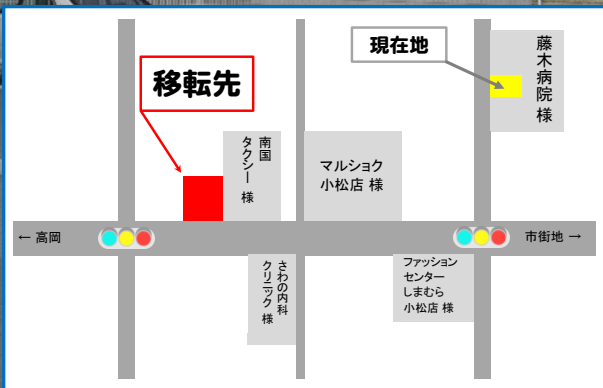 現在地
藤木病院 様
移転先
南国
タクシー 様
マルショク
小松店 様
← 高岡
市街地 →
さわの内科
クリニック 様
ファッション
センター
しまむら
小松店 様